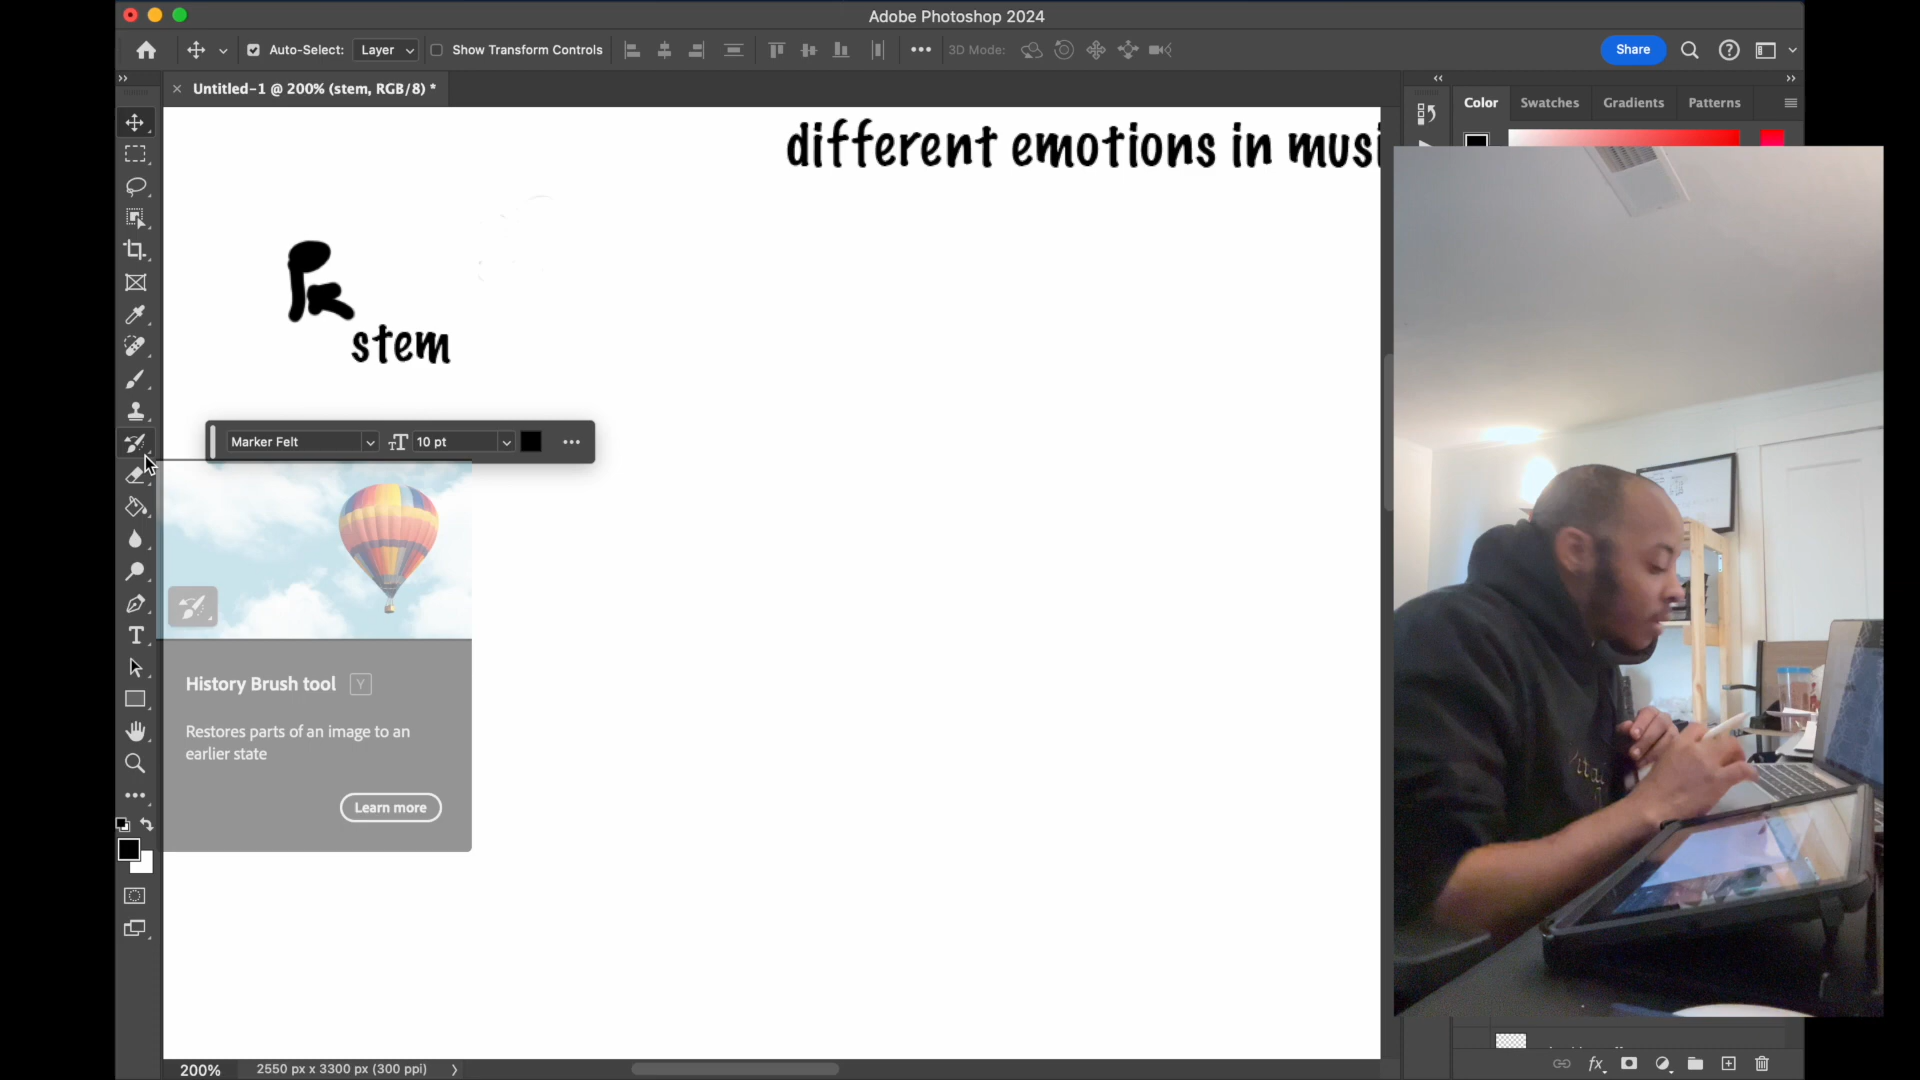 Adobe Photoshop 2024
Auto-Select: Layer Show Transform Controls 3D Mode: Share
Untitled-1 @ 200% (stem, RGB/8) *
Color Swatches Gradients Patterns
different emotions in musi
stem
Marker Felt 10 pt
History Brush tool Y
Restores parts of an image to an
earlier state
Learn more
200% 2550 px x 3300 px (300 ppi)